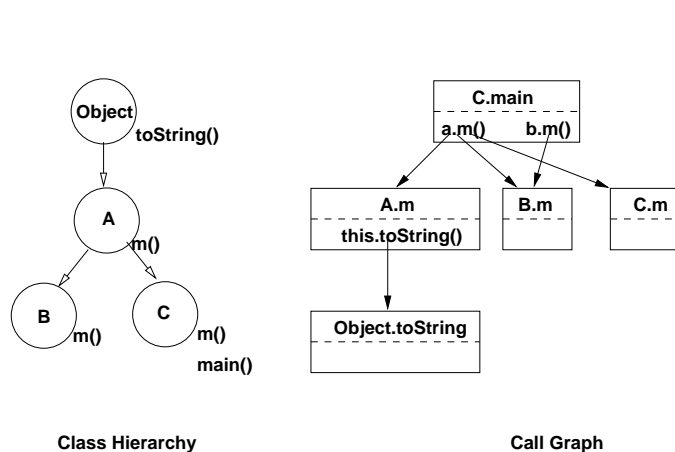 Object
toString()
A
m()
B
m()
C
m()
main()
Class Hierarchy
C.main
a.m() b.m()
A.m
this.toString()
B.m
C.m
Object.toString
Call Graph